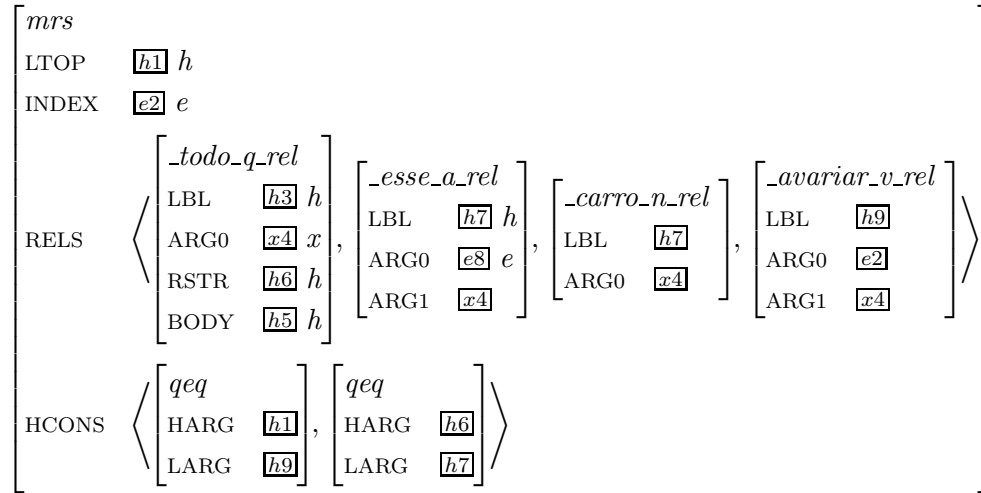 mrs
LTOP h1 h
INDEX e2 e
RELS ⟨ [_todo_q_rel LBL h3 h ARG0 x4 x RSTR h6 h BODY h5 h], [_esse_a_rel LBL h7 h ARG0 e8 e ARG1 x4], [_carro_n_rel LBL h7 ARG0 x4], [_avariar_v_rel LBL h9 ARG0 e2 ARG1 x4] ⟩
HCONS ⟨ [qeq HARG h1 LARG h9], [qeq HARG h6 LARG h7] ⟩